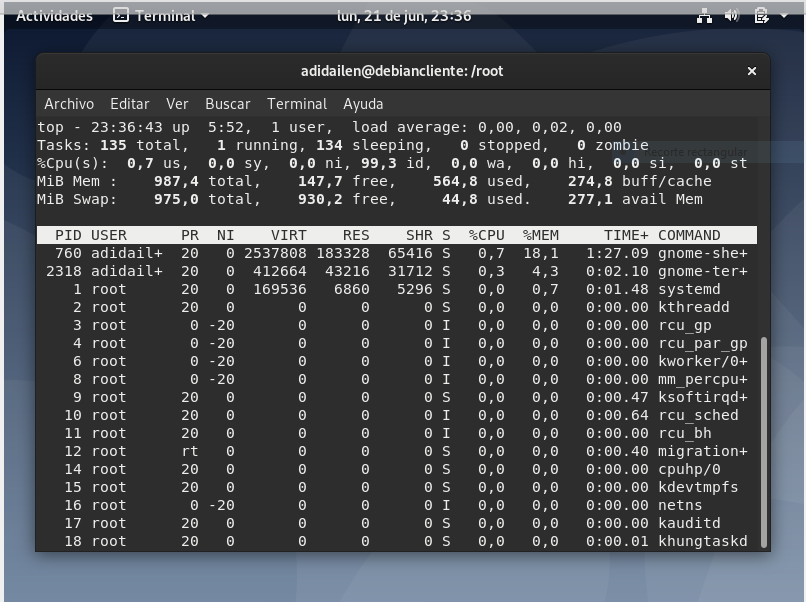 Actividades Terminal lun, 21 de jun, 23:36
adidailen@debiancliente: /root
Archivo Editar Ver Buscar Terminal Ayuda
top - 23:36:43 up  5:52,  1 user,  load average: 0,00, 0,02, 0,00
Tasks: 135 total,   1 running, 134 sleeping,   0 stopped,   0 zombie
Recorte rectangular
%Cpu(s):  0,7 us,  0,0 sy,  0,0 ni, 99,3 id,  0,0 wa,  0,0 hi,  0,0 si,  0,0 st
MiB Mem :    987,4 total,    147,7 free,    564,8 used,    274,8 buff/cache
MiB Swap:    975,0 total,    930,2 free,     44,8 used.    277,1 avail Mem
PID USER      PR  NI    VIRT    RES    SHR S  %CPU  %MEM     TIME+ COMMAND
760 adidail+  20   0 2537808 183328  65416 S   0,7  18,1   1:27.09 gnome-she+
2318 adidail+  20   0  412664  43216  31712 S   0,3   4,3   0:02.10 gnome-ter+
1 root      20   0  169536   6860   5296 S   0,0   0,7   0:01.48 systemd
2 root      20   0       0      0      0 S   0,0   0,0   0:00.00 kthreadd
3 root       0 -20       0      0      0 I   0,0   0,0   0:00.00 rcu_gp
4 root       0 -20       0      0      0 I   0,0   0,0   0:00.00 rcu_par_gp
6 root       0 -20       0      0      0 I   0,0   0,0   0:00.00 kworker/0+
8 root       0 -20       0      0      0 I   0,0   0,0   0:00.00 mm_percpu+
9 root      20   0       0      0      0 S   0,0   0,0   0:00.47 ksoftirqd+
10 root      20   0       0      0      0 I   0,0   0,0   0:00.64 rcu_sched
11 root      20   0       0      0      0 I   0,0   0,0   0:00.00 rcu_bh
12 root      rt   0       0      0      0 S   0,0   0,0   0:00.40 migration+
14 root      20   0       0      0      0 S   0,0   0,0   0:00.00 cpuhp/0
15 root      20   0       0      0      0 S   0,0   0,0   0:00.00 kdevtmpfs
16 root       0 -20       0      0      0 I   0,0   0,0   0:00.00 netns
17 root      20   0       0      0      0 S   0,0   0,0   0:00.00 kauditd
18 root      20   0       0      0      0 S   0,0   0,0   0:00.01 khungtaskd